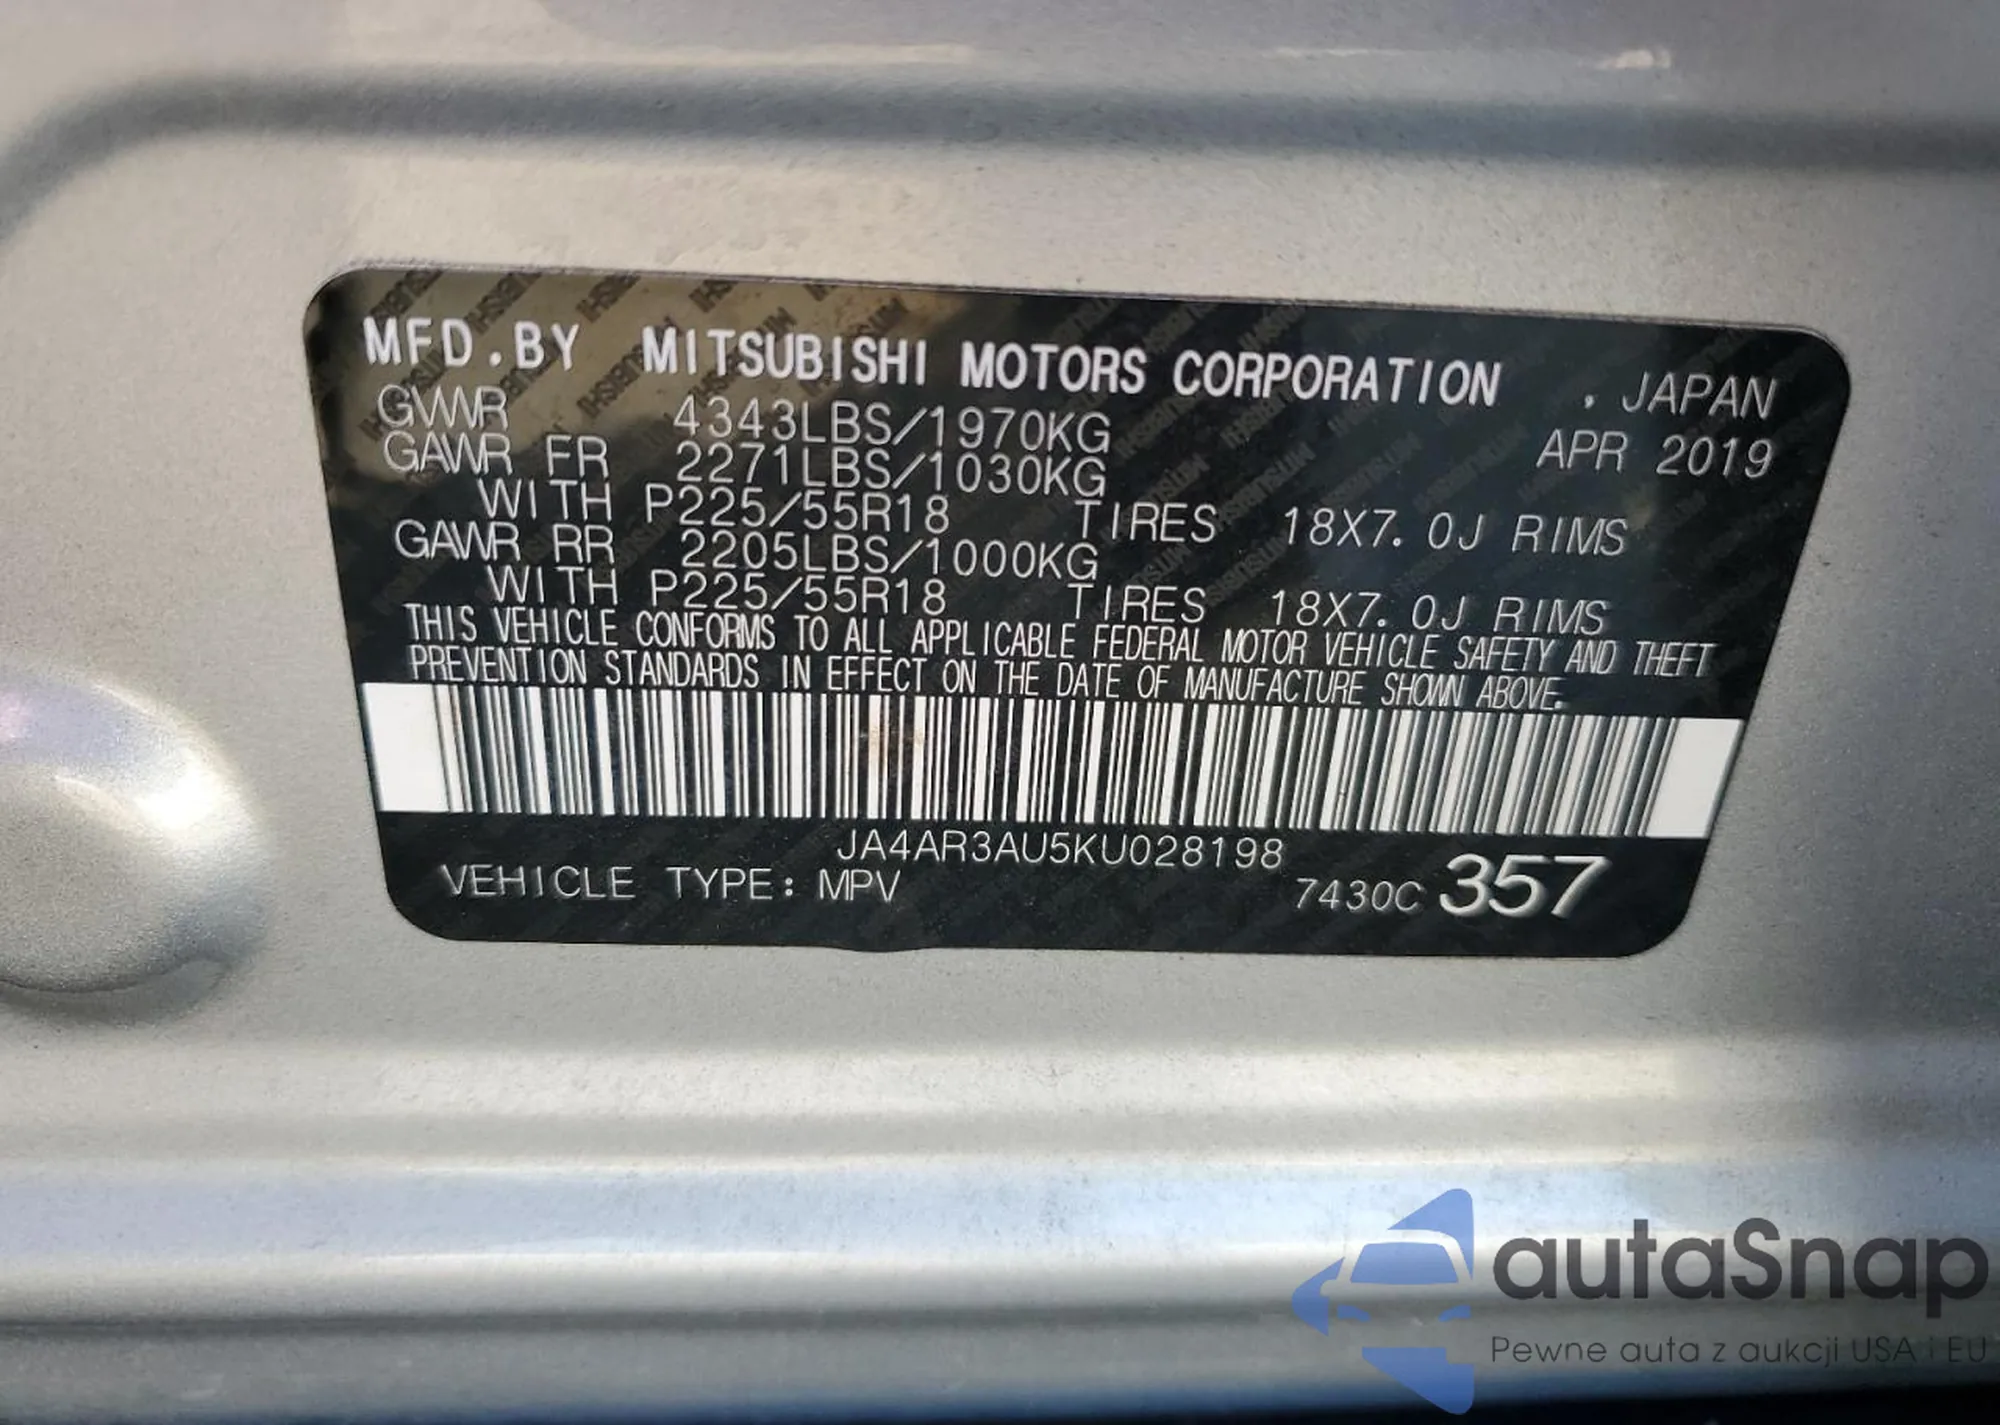 MFD.BY MITSUBISHI MOTORS CORPORATION . JAPAN
GVWR 4343LBS/1970KG APR 2019
GAWR FR 2271LBS/1030KG
WITH P225/55R18 TIRES 18X7.0J RIMS
GAWR RR 2205LBS/1000KG
WITH P225/55R18 TIRES 18X7.0J RIMS
THIS VEHICLE CONFORMS TO ALL APPLICABLE FEDERAL MOTOR VEHICLE SAFETY AND THEFT
PREVENTION STANDARDS IN EFFECT ON THE DATE OF MANUFACTURE SHOWN ABOVE.
JA4AR3AU5KU028198
VEHICLE TYPE: MPV 7430C 357
autaSnap
Pewne auta z aukcji USA i EU